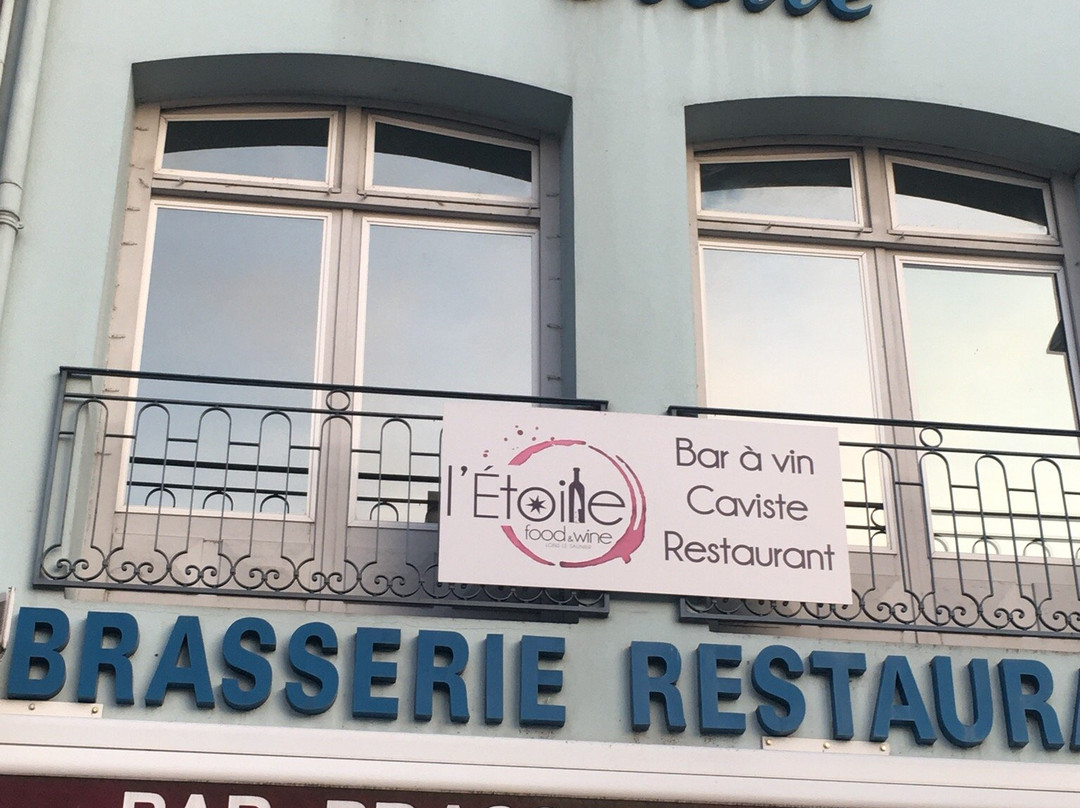 l'Étoile
food & wine
Bar à vin
Caviste
Restaurant
BRASSERIE RESTAURA